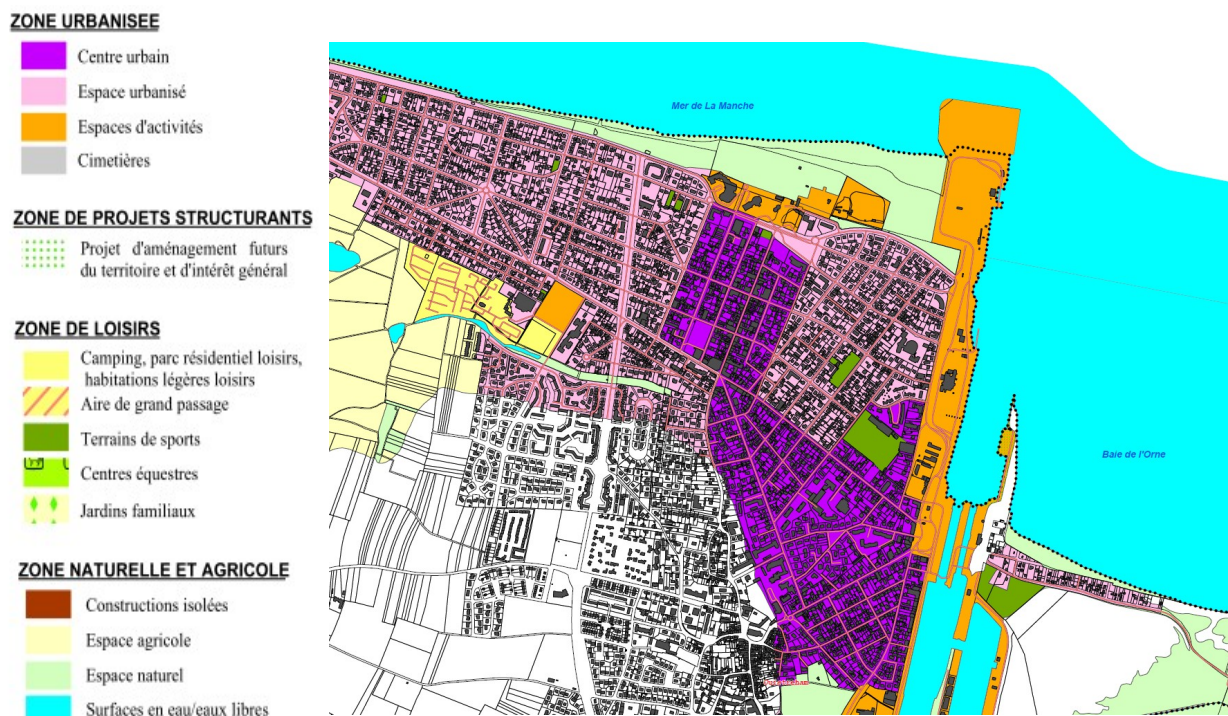 ZONE URBANISEE
Centre urbain
Espace urbanisé
Espaces d'activités
Cimetières
ZONE DE PROJETS STRUCTURANTS
Projet d'aménagement futurs
du territoire et d'intérêt général
ZONE DE LOISIRS
Camping, parc résidentiel loisirs,
habitations légères loisirs
Aire de grand passage
Terrains de sports
Centres équestres
Jardins familiaux
ZONE NATURELLE ET AGRICOLE
Constructions isolées
Espace agricole
Espace naturel
Surfaces en eau/eaux libres
Mer de La Manche
Baie de l'Orne